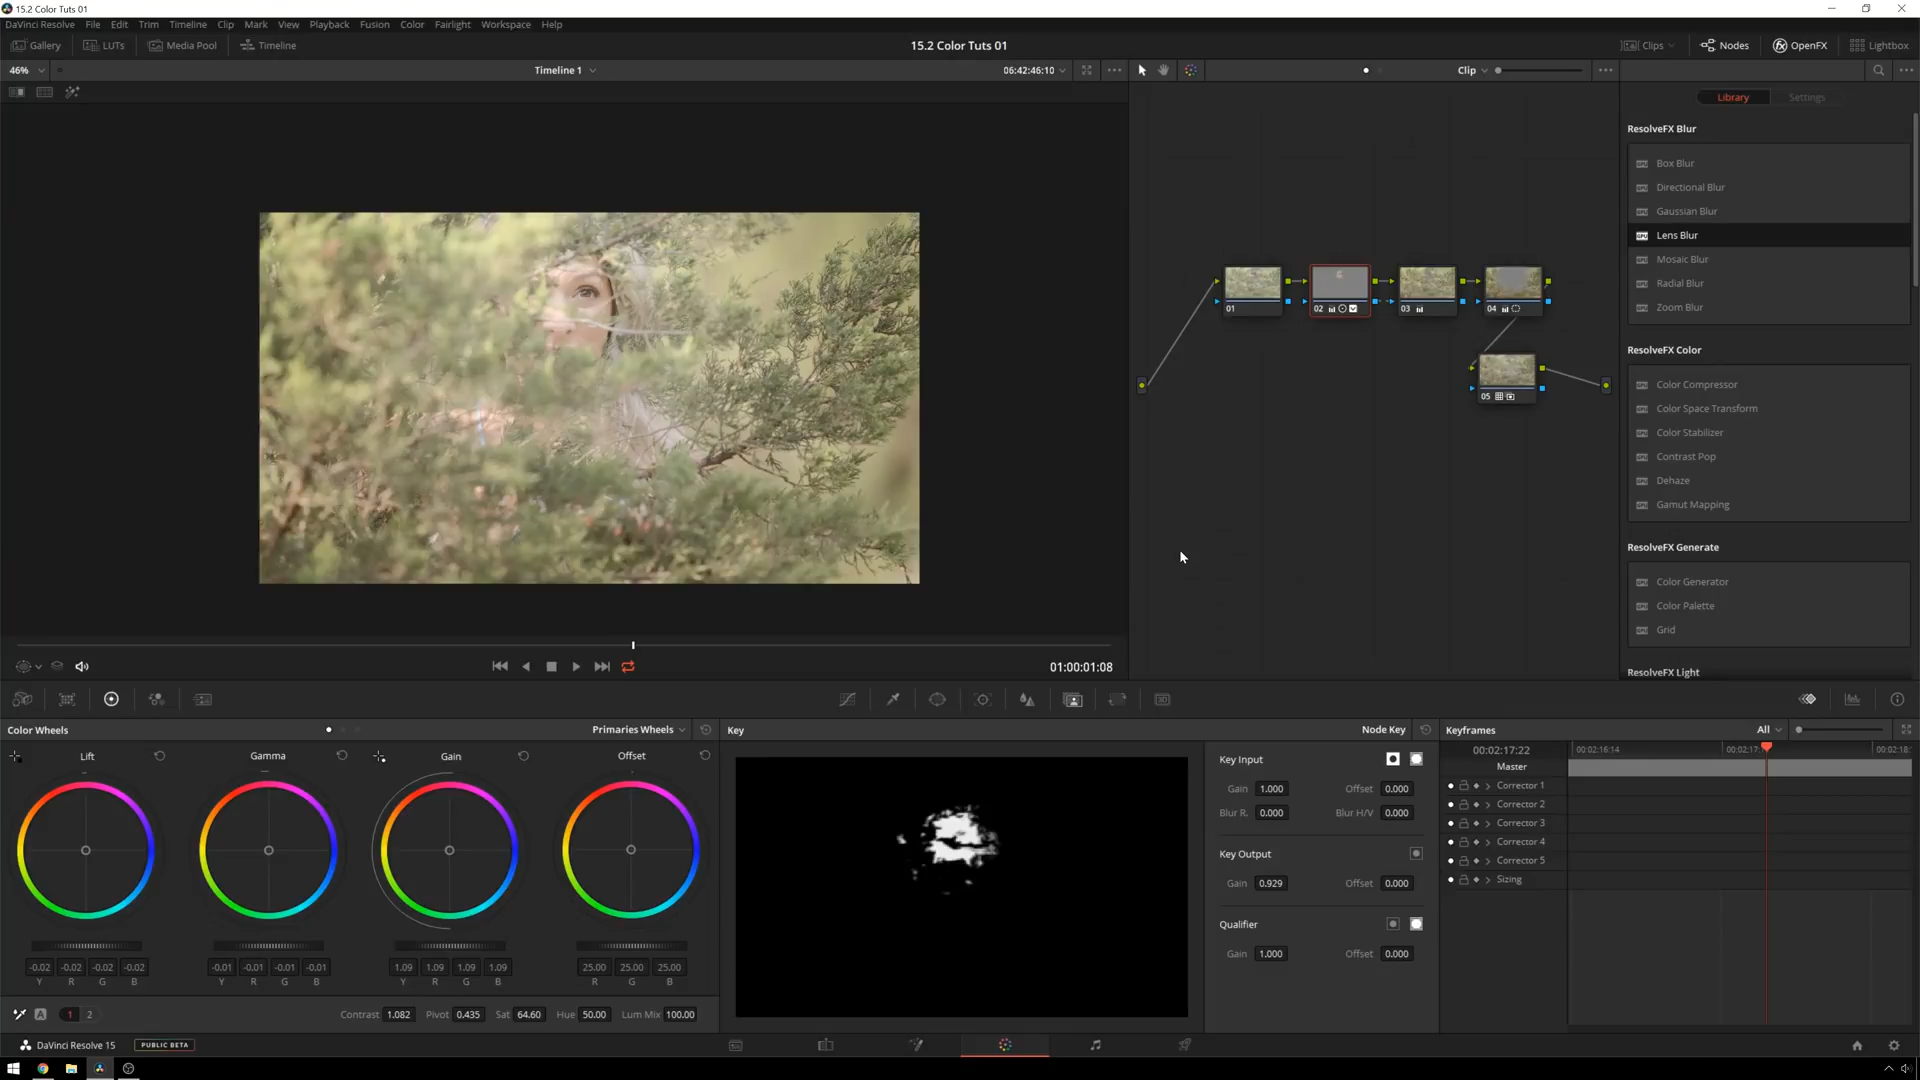 15.2 Color Tuts 01
DaVinci Resolve File Edit Trim Timeline Clip Mark View Playback Fusion Color Fairlight Workspace Help
Gallery LUTs Media Pool Timeline 15.2 Color Tuts 01 Clips Nodes OpenFX Lightbox
46% Timeline 1 06:42:46:10 Clip
Library Settings
ResolveFX Blur
Box Blur
Directional Blur
Gaussian Blur
Lens Blur
Mosaic Blur
Radial Blur
Zoom Blur
01 02 03 04
05
ResolveFX Color
Color Compressor
Color Space Transform
Color Stabilizer
Contrast Pop
Dehaze
Gamut Mapping
ResolveFX Generate
Color Generator
Color Palette
Grid
ResolveFX Light
01:00:01:08
Color Wheels Primaries Wheels Key Node Key Keyframes All
Lift Gamma Gain Offset
-0.02 -0.02 -0.02 -0.02 -0.01 -0.01 -0.01 -0.01 1.09 1.09 1.09 1.09 25.00 25.00 25.00
Y R G B Y R G B Y R G B R G B
A 1 2 Contrast 1.082 Pivot 0.435 Sat 64.60 Hue 50.00 Lum Mix 100.00
Key Input
Gain 1.000 Offset 0.000
Blur R. 0.000 Blur H/V 0.000
Key Output
Gain 0.929 Offset 0.000
Qualifier
Gain 1.000 Offset 0.000
00:02:17:22 00:02:16:14 00:02:17: 00:02:18:
Master
Corrector 1
Corrector 2
Corrector 3
Corrector 4
Corrector 5
Sizing
DaVinci Resolve 15 PUBLIC BETA